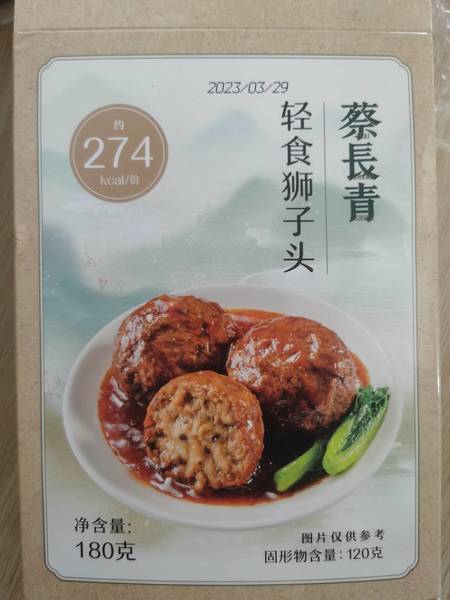 2023/03/29
约
274
kcal/份
蔡長青
轻食狮子头
净含量:
180克
图片仅供参考
固形物含量:120克